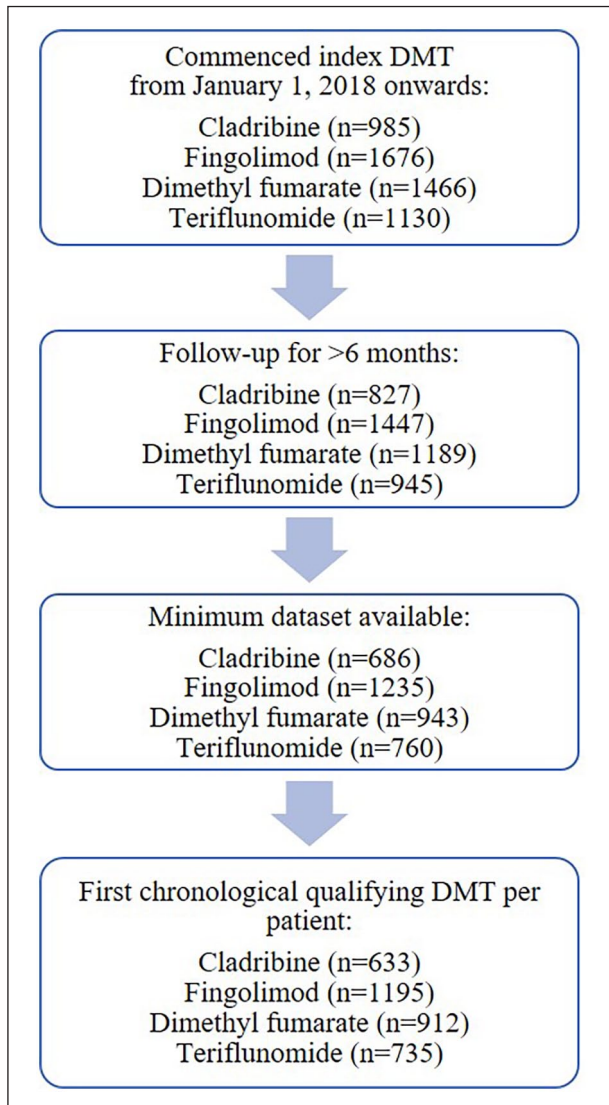 Commenced index DMT
from January 1, 2018 onwards:
Cladribine (n=985)
Fingolimod (n=1676)
Dimethyl fumarate (n=1466)
Teriflunomide (n=1130)
Follow-up for >6 months:
Cladribine (n=827)
Fingolimod (n=1447)
Dimethyl fumarate (n=1189)
Teriflunomide (n=945)
Minimum dataset available:
Cladribine (n=686)
Fingolimod (n=1235)
Dimethyl fumarate (n=943)
Teriflunomide (n=760)
First chronological qualifying DMT per
patient:
Cladribine (n=633)
Fingolimod (n=1195)
Dimethyl fumarate (n=912)
Teriflunomide (n=735)